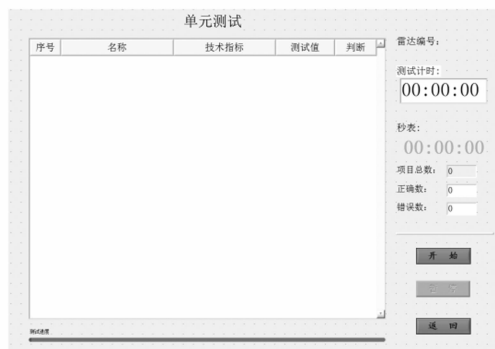 单元测试
序号 名称 技术指标 测试值 判断
雷达编号：
测试计时：
00:00:00
秒表：
00:00:00
项目总数： 0
正确数： 0
错误数： 0
开 始
返 回
测试进度